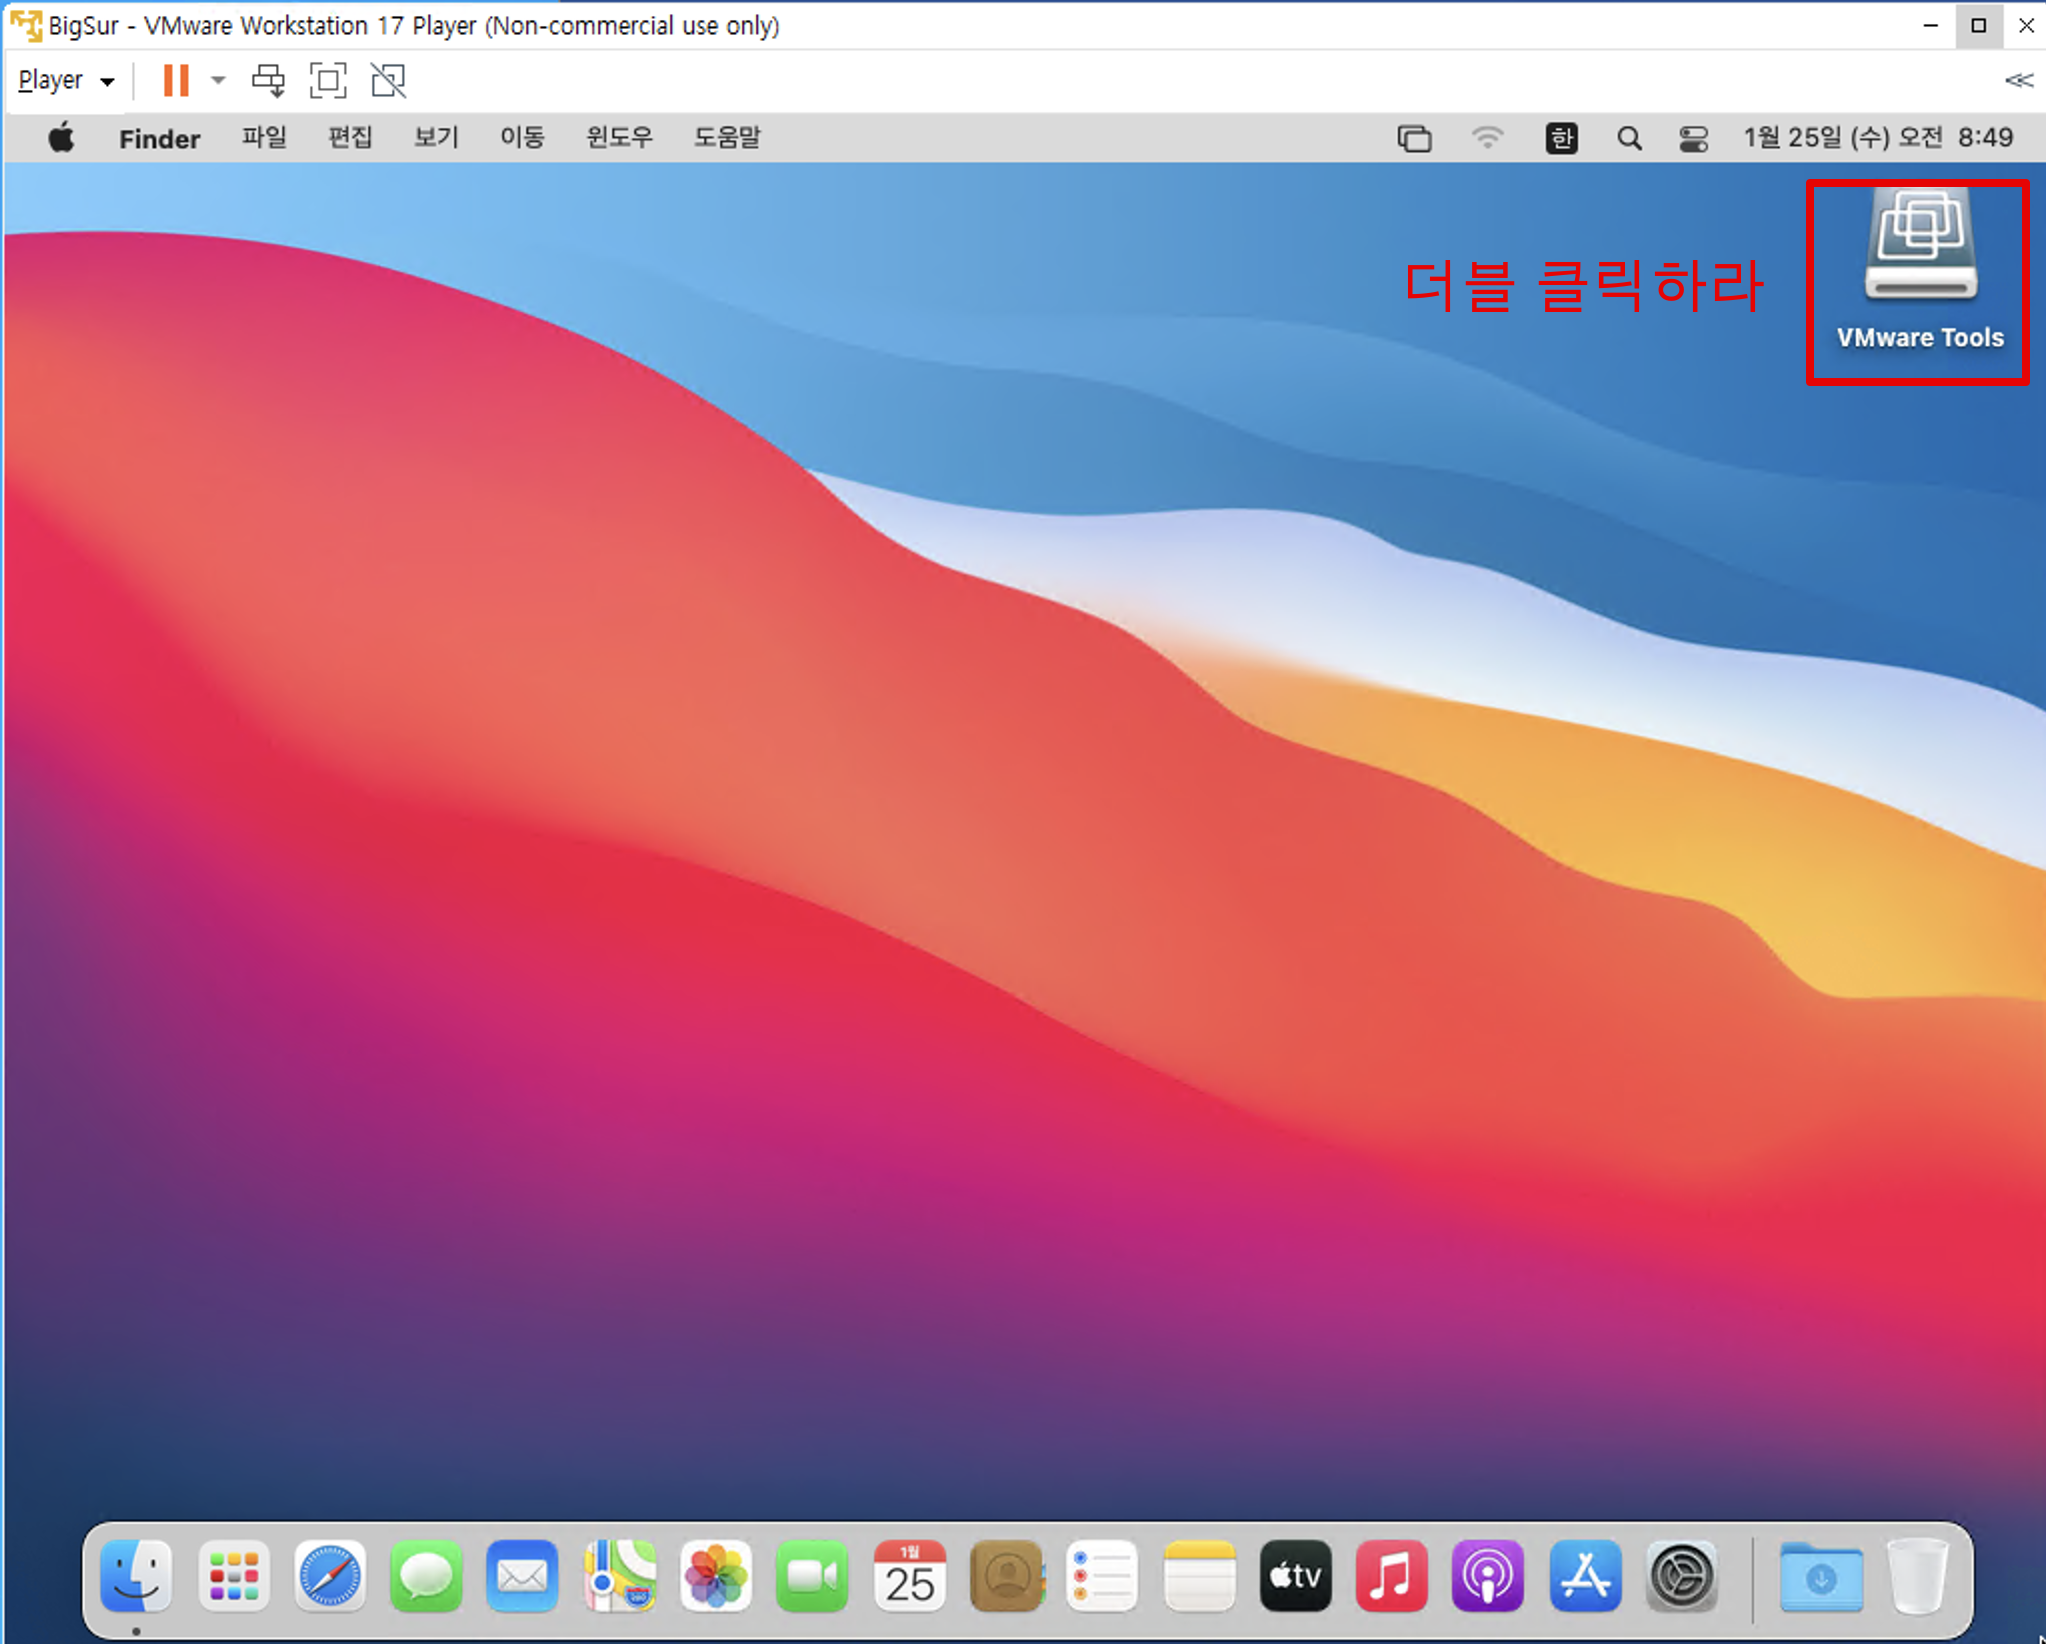 BigSur - VMware Workstation 17 Player (Non-commercial use only)
Player
Finder 파일 편집 보기 이동 윈도우 도움말 한 1월 25일 (수) 오전 8:49
더블 클릭하라
VMware Tools
1월
25
tv